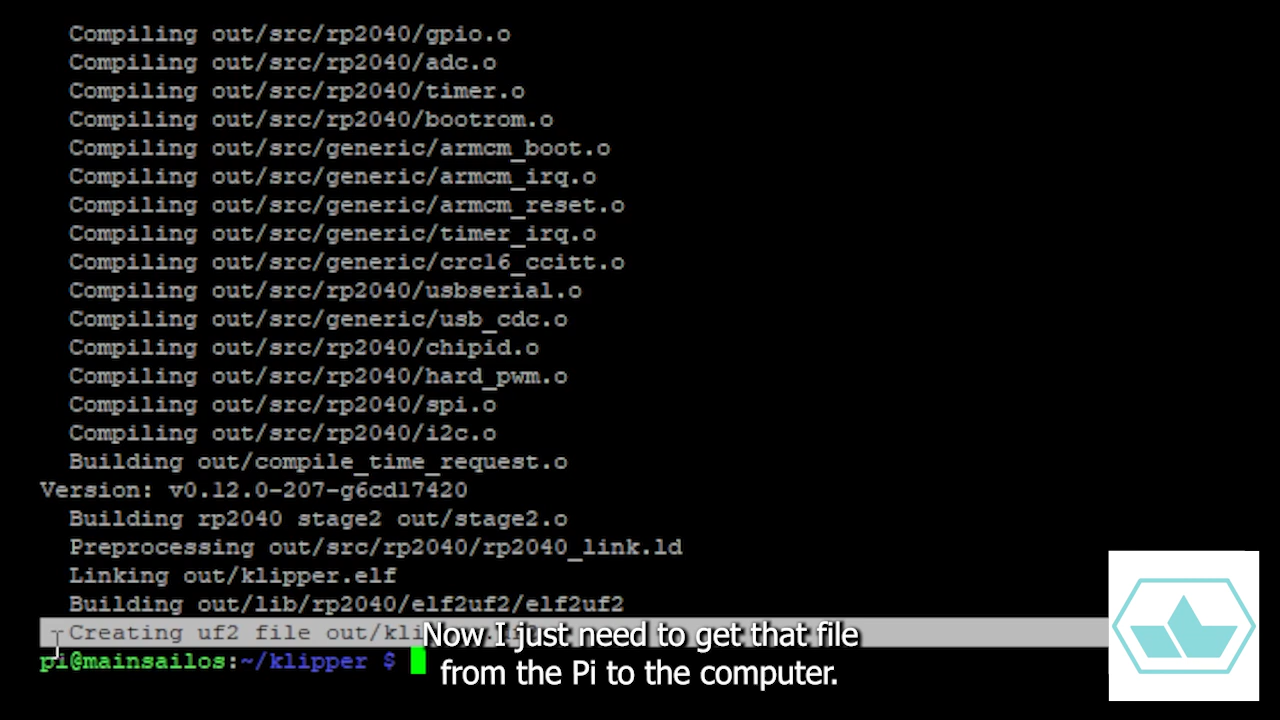 Compiling out/src/rp2040/gpio.o
Compiling out/src/rp2040/adc.o
Compiling out/src/rp2040/timer.o
Compiling out/src/rp2040/bootrom.o
Compiling out/src/generic/armcm_boot.o
Compiling out/src/generic/armcm_irq.o
Compiling out/src/generic/armcm_reset.o
Compiling out/src/generic/timer_irq.o
Compiling out/src/generic/crc16_ccitt.o
Compiling out/src/rp2040/usbserial.o
Compiling out/src/generic/usb_cdc.o
Compiling out/src/rp2040/chipid.o
Compiling out/src/rp2040/hard_pwm.o
Compiling out/src/rp2040/spi.o
Compiling out/src/rp2040/i2c.o
Building out/compile_time_request.o
Version: v0.12.0-207-g6cd17420
Building rp2040 stage2 out/stage2.o
Preprocessing out/src/rp2040/rp2040_link.ld
Linking out/klipper.elf
Building out/lib/rp2040/elf2uf2/elf2uf2
Creating uf2 file out/kli
pi@mainsailos:~/klipper $
Now I just need to get that file
from the Pi to the computer.